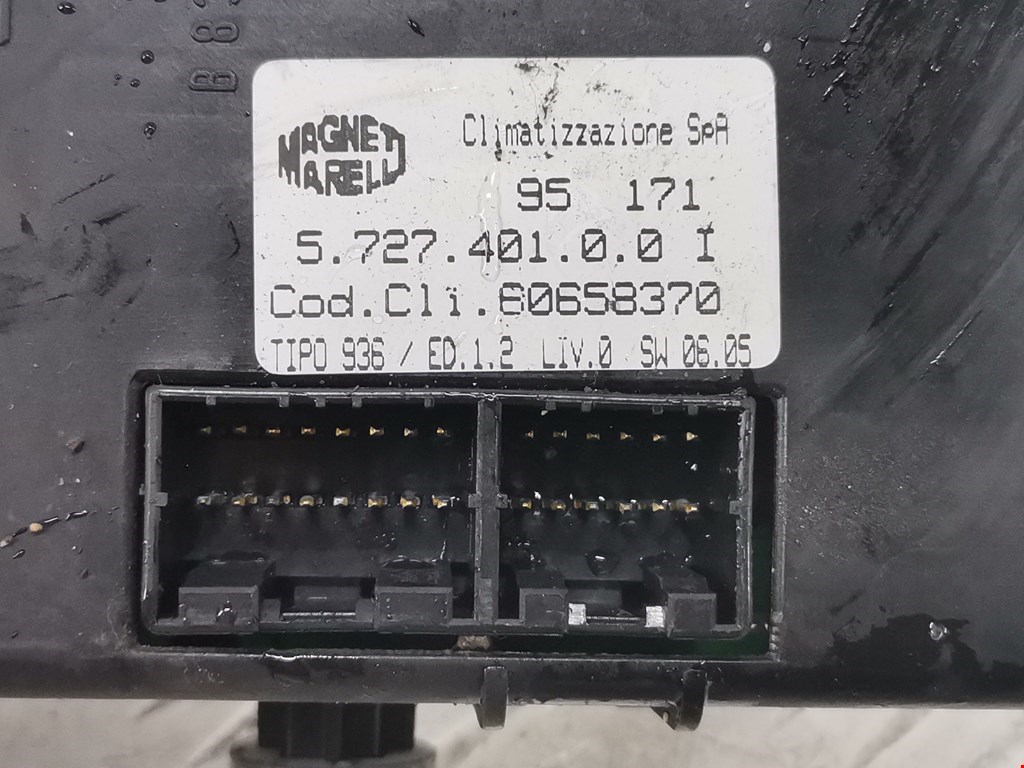 MAGNETI
MARELLI
Climatizzazione SpA
95 171
5.727.401.0.0 I
Cod.Cli.60658370
TIPO 936 / ED.1.2 LIV.0 SW 06.05